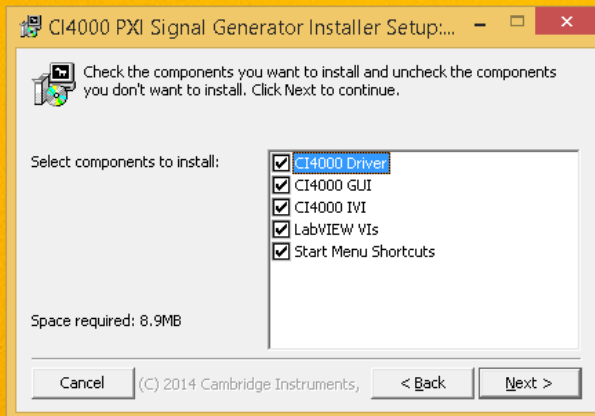 CI4000 PXI Signal Generator Installer Setup:...
Check the components you want to install and uncheck the components
you don't want to install. Click Next to continue.
Select components to install:
CI4000 Driver
CI4000 GUI
CI4000 IVI
LabVIEW VIs
Start Menu Shortcuts
Space required: 8.9MB
Cancel
(C) 2014 Cambridge Instruments,
< Back
Next >